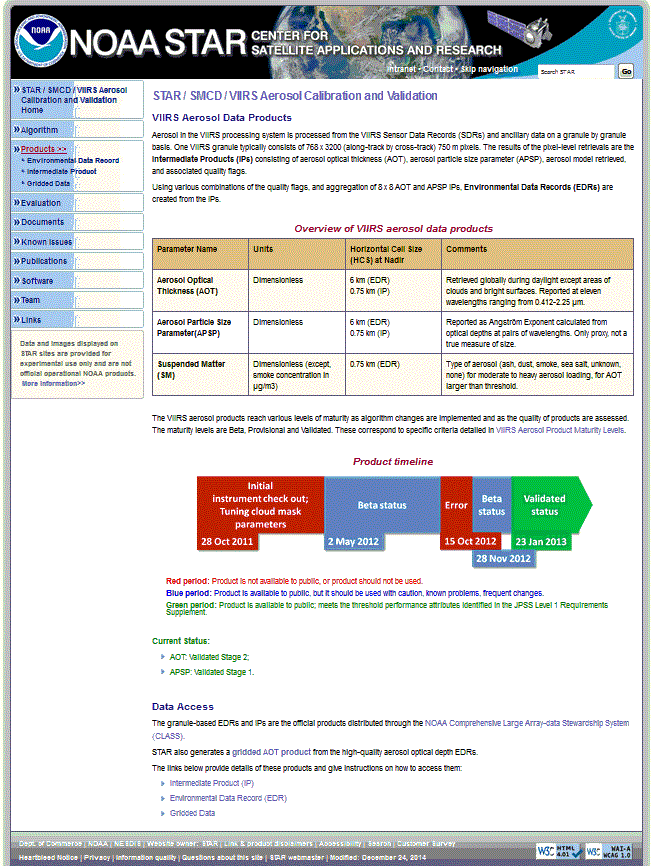 NOAA
NOAA STAR CENTER FOR
SATELLITE APPLICATIONS AND RESEARCH
Intranet • Contact • Skip navigation
Search STAR
Go
» STAR / SMCD / VIIRS Aerosol
Calibration and Validation
Home
» Algorithm
» Products >>
Environmental Data Record
Intermediate Product
Gridded Data
» Evaluation
» Documents
» Known Issues
» Publications
» Software
» Team
» Links
Data and images displayed on
STAR sites are provided for
experimental use only and are not
official operational NOAA products.
More information>>
STAR / SMCD / VIIRS Aerosol Calibration and Validation
VIIRS Aerosol Data Products
Aerosol in the VIIRS processing system is processed from the VIIRS Sensor Data Records (SDRs) and ancillary data on a granule by granule
basis. One VIIRS granule typically consists of 768 x 3200 (along-track by cross-track) 750 m pixels. The results of the pixel-level retrievals are the
Intermediate Products (IPs) consisting of aerosol optical thickness (AOT), aerosol particle size parameter (APSP), aerosol model retrieved,
and associated quality flags.
Using various combinations of the quality flags, and aggregation of 8 x 8 AOT and APSP IPs, Environmental Data Records (EDRs) are
created from the IPs.
Overview of VIIRS aerosol data products
Parameter Name Units Horizontal Cell Size Comments
(HCS) at Nadir
Aerosol Optical Dimensionless 6 km (EDR) Retrieved globally during daylight except areas of
Thickness (AOT) 0.75 km (IP) clouds and bright surfaces. Reported at eleven
wavelengths ranging from 0.412-2.25 µm.
Aerosol Particle Size Dimensionless 6 km (EDR) Reported as Angström Exponent calculated from
Parameter(APSP) 0.75 km (IP) optical depths at pairs of wavelengths. Only proxy, not a
true measure of size.
Suspended Matter Dimensionless (except, 0.75 km (EDR) Type of aerosol (ash, dust, smoke, sea salt, unknown,
(SM) smoke concentration in none) for moderate to heavy aerosol loading, for AOT
µg/m3) larger than threshold.
The VIIRS aerosol products reach various levels of maturity as algorithm changes are implemented and as the quality of products are assessed.
The maturity levels are Beta, Provisional and Validated. These correspond to specific criteria detailed in VIIRS Aerosol Product Maturity Levels.
Product timeline
Initial
instrument check out;
Tuning cloud mask
parameters
Beta status
Error
Beta
status
Validated
status
28 Oct 2011
2 May 2012
15 Oct 2012
28 Nov 2012
23 Jan 2013
Red period: Product is not available to public, or product should not be used.
Blue period: Product is available to public, but it should be used with caution, known problems, frequent changes.
Green period: Product is available to public; meets the threshold performance attributes identified in the JPSS Level 1 Requirements
Supplement.
Current Status:
AOT: Validated Stage 2;
APSP: Validated Stage 1.
Data Access
The granule-based EDRs and IPs are the official products distributed through the NOAA Comprehensive Large Array-data Stewardship System
(CLASS).
STAR also generates a gridded AOT product from the high-quality aerosol optical depth EDRs.
The links below provide details of these products and give instructions on how to access them:
Intermediate Product (IP)
Environmental Data Record (EDR)
Gridded Data
Dept. of Commerce | NOAA | NESDIS | Website owner: STAR | Link & product disclaimers | Accessibility | Search | Customer Survey
Heartbleed Notice | Privacy | Information quality | Questions about this site | STAR webmaster | Modified: December 24, 2014
W3C HTML 4.01
W3C WAI-A WCAG 1.0